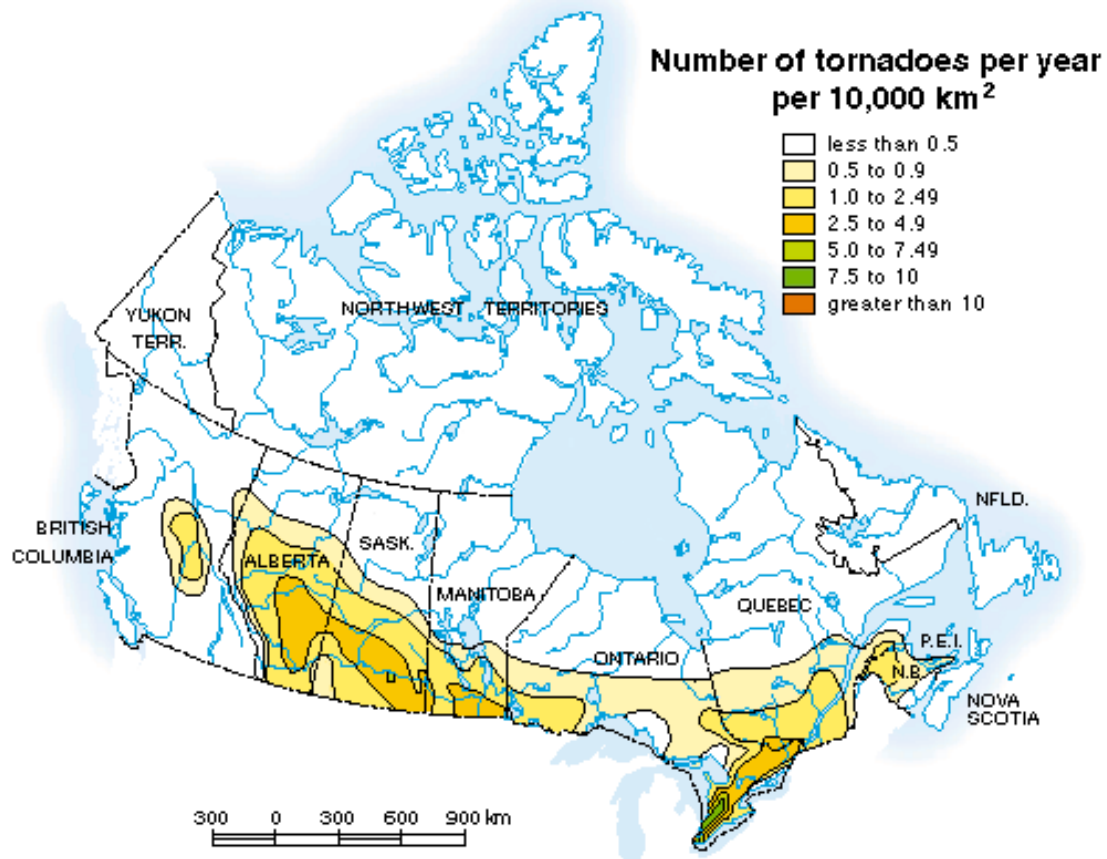 Number of tornadoes per year
per 10,000 km²
less than 0.5
0.5 to 0.9
1.0 to 2.49
2.5 to 4.9
5.0 to 7.49
7.5 to 10
greater than 10
YUKON
TERR.
NORTHWEST TERRITORIES
BRITISH
COLUMBIA
ALBERTA
SASK.
MANITOBA
ONTARIO
QUEBEC
NFLD.
P.E.I.
N.B.
NOVA
SCOTIA
300 0 300 600 900 km